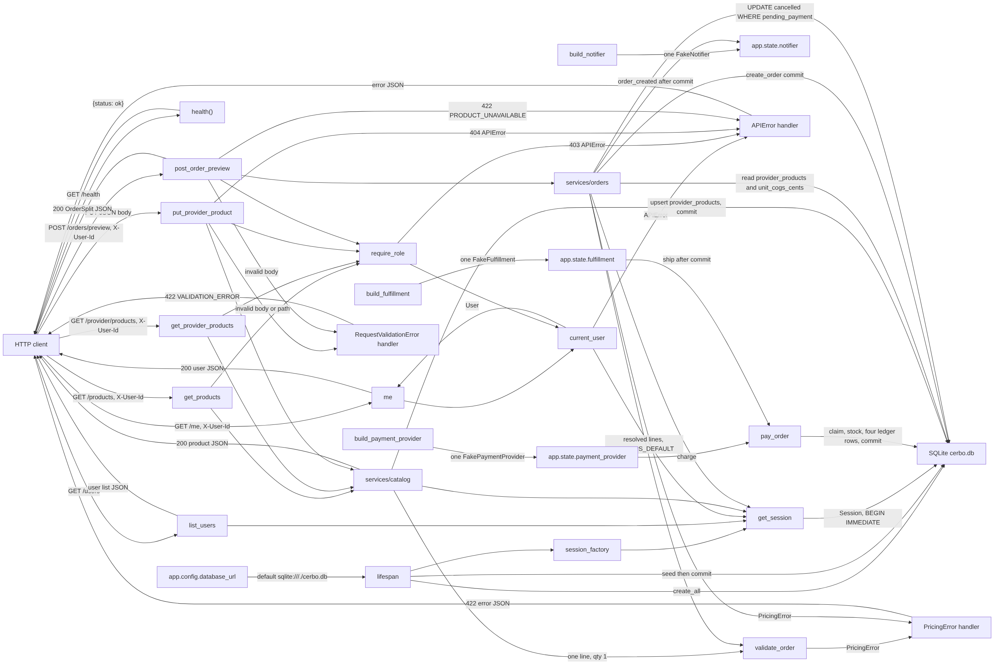 UPDATE cancelled
WHERE pending_payment
build_notifier
one FakeNotifier
app.state.notifier
create_order commit
order_created after commit
error JSON
{status: ok}
health()
422
PRODUCT_UNAVAILABLE
APIError handler
404 APIError
403 APIError
post_order_preview
services/orders
read provider_products
and unit_cogs_cents
GET /health
200 OrderSplit JSON
JSON body
put_provider_product
upsert provider_products,
commit
APIError
POST /orders/preview, X-
User-Id
require_role
one FakeFulfillment
app.state.fulfillment
ship after commit
invalid body
build_fulfillment
422 VALIDATION_ERROR
invalid body or path
User
GET /provider/products, X-
User-Id
get_provider_products
RequestValidationError
handler
current_user
HTTP client
200 user JSON
GET /products, X-User-Id
get_products
me
GET /me, X-User-Id
200 product JSON
build_payment_provider
one FakePaymentProvider
resolved lines,
S_DEFAULT
app.state.payment_provider
charge
pay_order
claim, stock, four ledger
rows, commit
SQLite cerbo.db
services/catalog
GET /users
user list JSON
list_users
get_session
Session, BEGIN
IMMEDIATE
session_factory
app.config.database_url
default sqlite:///./cerbo.db
lifespan
seed then commit
create_all
422 error JSON
PricingError
PricingError handler
one line, qty 1
validate_order
PricingError